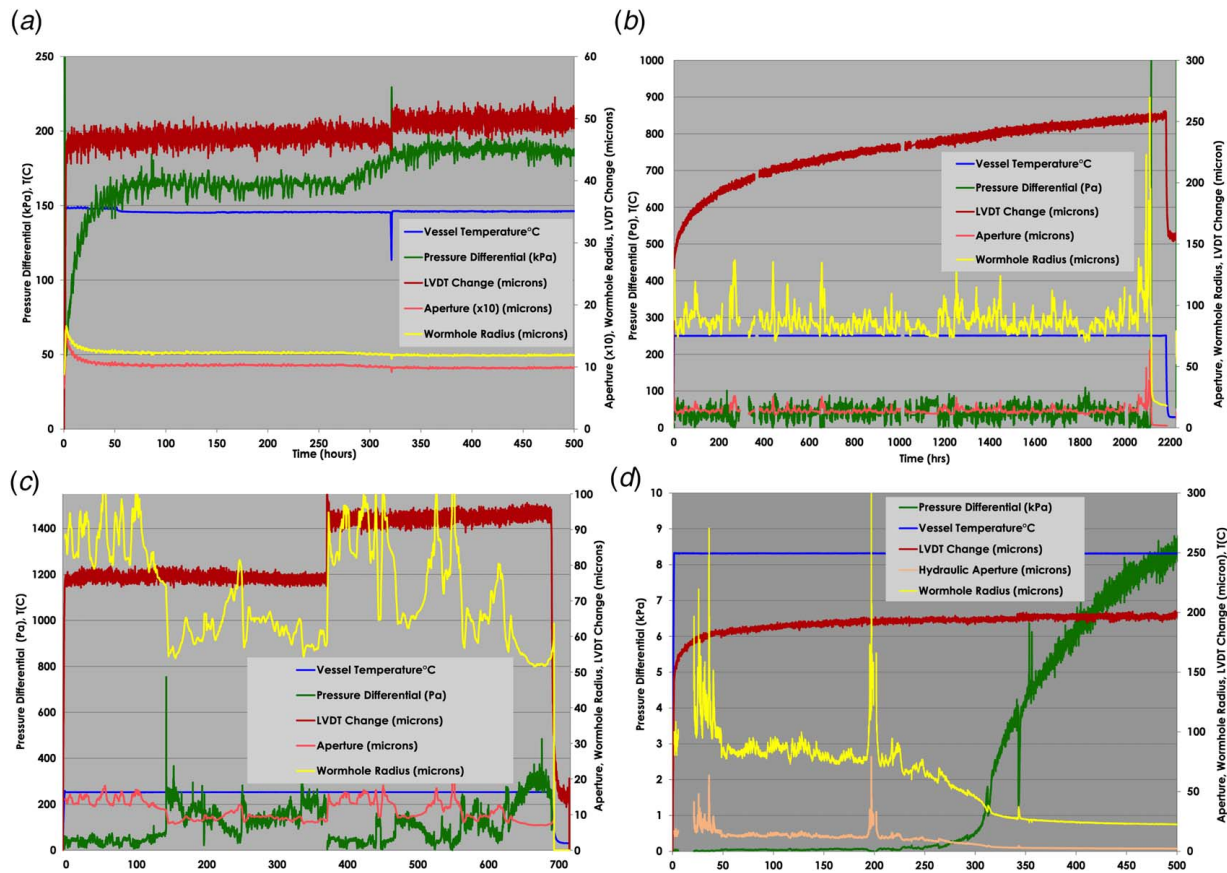 (a)
Pressure Differential (kPa), T(C)
250
200
150
100
50
0
60
50
40
30
20
10
0
Aperture (x10), Wormhole Radius, LVDT Change (microns)
Vessel Temperature°C
Pressure Differential (kPa)
LVDT Change (microns)
Aperture (x10) (microns)
Wormhole Radius (microns)
0 50 100 150 200 250 300 350 400 450 500
Time (hours)
(b)
Presure Differential (Pa), T(C)
1000
900
800
700
600
500
400
300
200
100
0
300
250
200
150
100
50
0
Aperture, Wormhole Radius, LVDT Change (micron)
Vessel Temperature°C
Pressure Differential (Pa)
LVDT Change (microns)
Aperture (microns)
Wormhole Radius (microns)
0 200 400 600 800 1000 1200 1400 1600 1800 2000 2200
Time (hrs)
(c)
Pressure Differential (Pa), T(C)
1400
1200
1000
800
600
400
200
0
100
90
80
70
60
50
40
30
20
10
0
Aperture, Wormhole Radius, LVDT Change (microns)
Vessel Temperature°C
Pressure Differential (Pa)
LVDT Change (microns)
Aperture (microns)
Wormhole Radius (microns)
0 100 200 300 400 500 600 700
(d)
Pressure Differential (kPa)
10
9
8
7
6
5
4
3
2
1
0
300
250
200
150
100
50
0
Aperture, Wormhole Radius, LVDT Change (micron), T(C)
Pressure Differential (kPa)
Vessel Temperature°C
LVDT Change (microns)
Hydraulic Aperture (microns)
Wormhole Radius (microns)
0 50 100 150 200 250 300 350 400 450 500